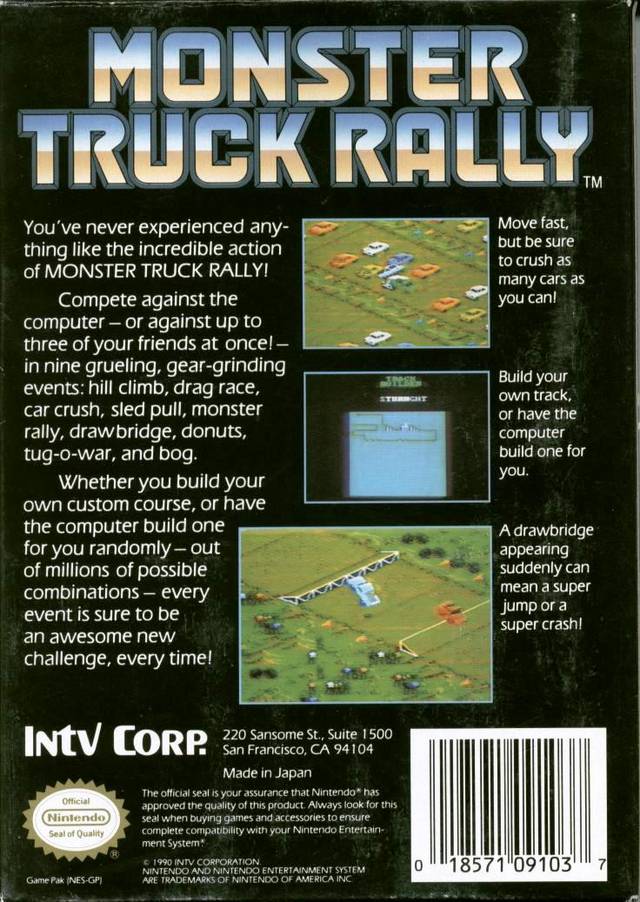 MONSTER
TRUCK RALLY™
You've never experienced any-
thing like the incredible action
of MONSTER TRUCK RALLY!
Compete against the
computer – or against up to
three of your friends at once! –
in nine grueling, gear-grinding
events: hill climb, drag race,
car crush, sled pull, monster
rally, drawbridge, donuts,
tug-o-war, and bog.
Whether you build your
own custom course, or have
the computer build one
for you randomly – out
of millions of possible
combinations – every
event is sure to be
an awesome new
challenge, every time!
Move fast,
but be sure
to crush as
many cars as
you can!
TRACK
BUILDER
Build your
own track,
or have the
computer
build one for
you.
A drawbridge
appearing
suddenly can
mean a super
jump or a
super crash!
INTV CORP.
220 Sansome St., Suite 1500
San Francisco, CA 94104
Made in Japan
Official
Nintendo
Seal of Quality
®
The official seal is your assurance that Nintendo® has
approved the quality of this product. Always look for this
seal when buying games and accessories to ensure
complete compatibility with your Nintendo Entertain-
ment System®
Game Pak (NES-GP)
© 1990 INTV CORPORATION
NINTENDO AND NINTENDO ENTERTAINMENT SYSTEM
ARE TRADEMARKS OF NINTENDO OF AMERICA INC
0 18571 09103 7